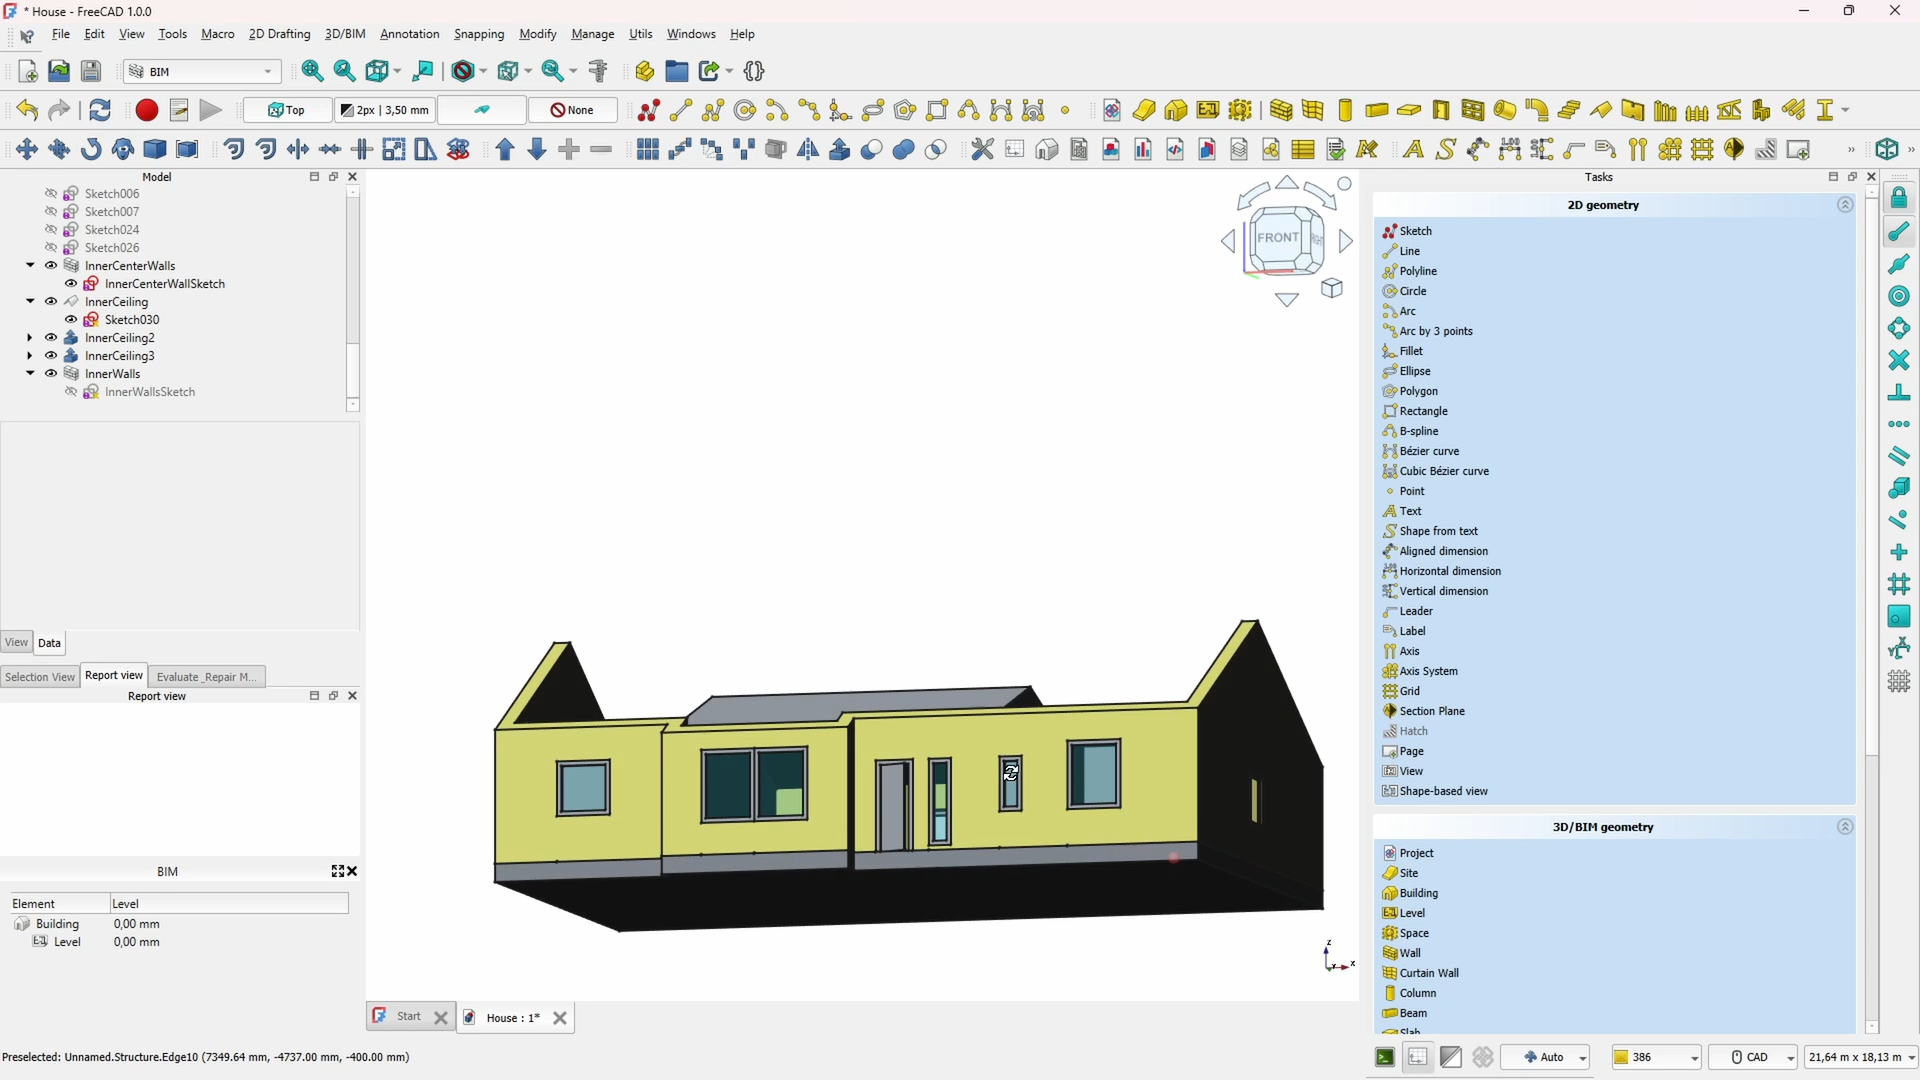 * House - FreeCAD 1.0.0
File Edit View Tools Macro 2D Drafting 3D/BIM Annotation Snapping Modify Manage Utils Windows Help
BIM
Top 2px | 3,50 mm None
Model
Sketch006
Sketch007
Sketch024
Sketch026
InnerCenterWalls
InnerCenterWallSketch
InnerCeiling
Sketch030
InnerCeiling2
InnerCeiling3
InnerWalls
InnerWallsSketch
View Data
Selection View Report view Evaluate _Repair M...
Report view
BIM
Element Level
Building 0,00 mm
Level 0,00 mm
FRONT
Z
X
Start House : 1*
Tasks
2D geometry
Sketch
Line
Polyline
Circle
Arc
Arc by 3 points
Fillet
Ellipse
Polygon
Rectangle
B-spline
Bézier curve
Cubic Bézier curve
Point
Text
Shape from text
Aligned dimension
Horizontal dimension
Vertical dimension
Leader
Label
Axis
Axis System
Grid
Section Plane
Hatch
Page
View
Shape-based view
3D/BIM geometry
Project
Site
Building
Level
Space
Wall
Curtain Wall
Column
Beam
Slab
Preselected: Unnamed.Structure.Edge10 (7349.64 mm, -4737.00 mm, -400.00 mm)
Auto 386 CAD 21,64 m x 18,13 m